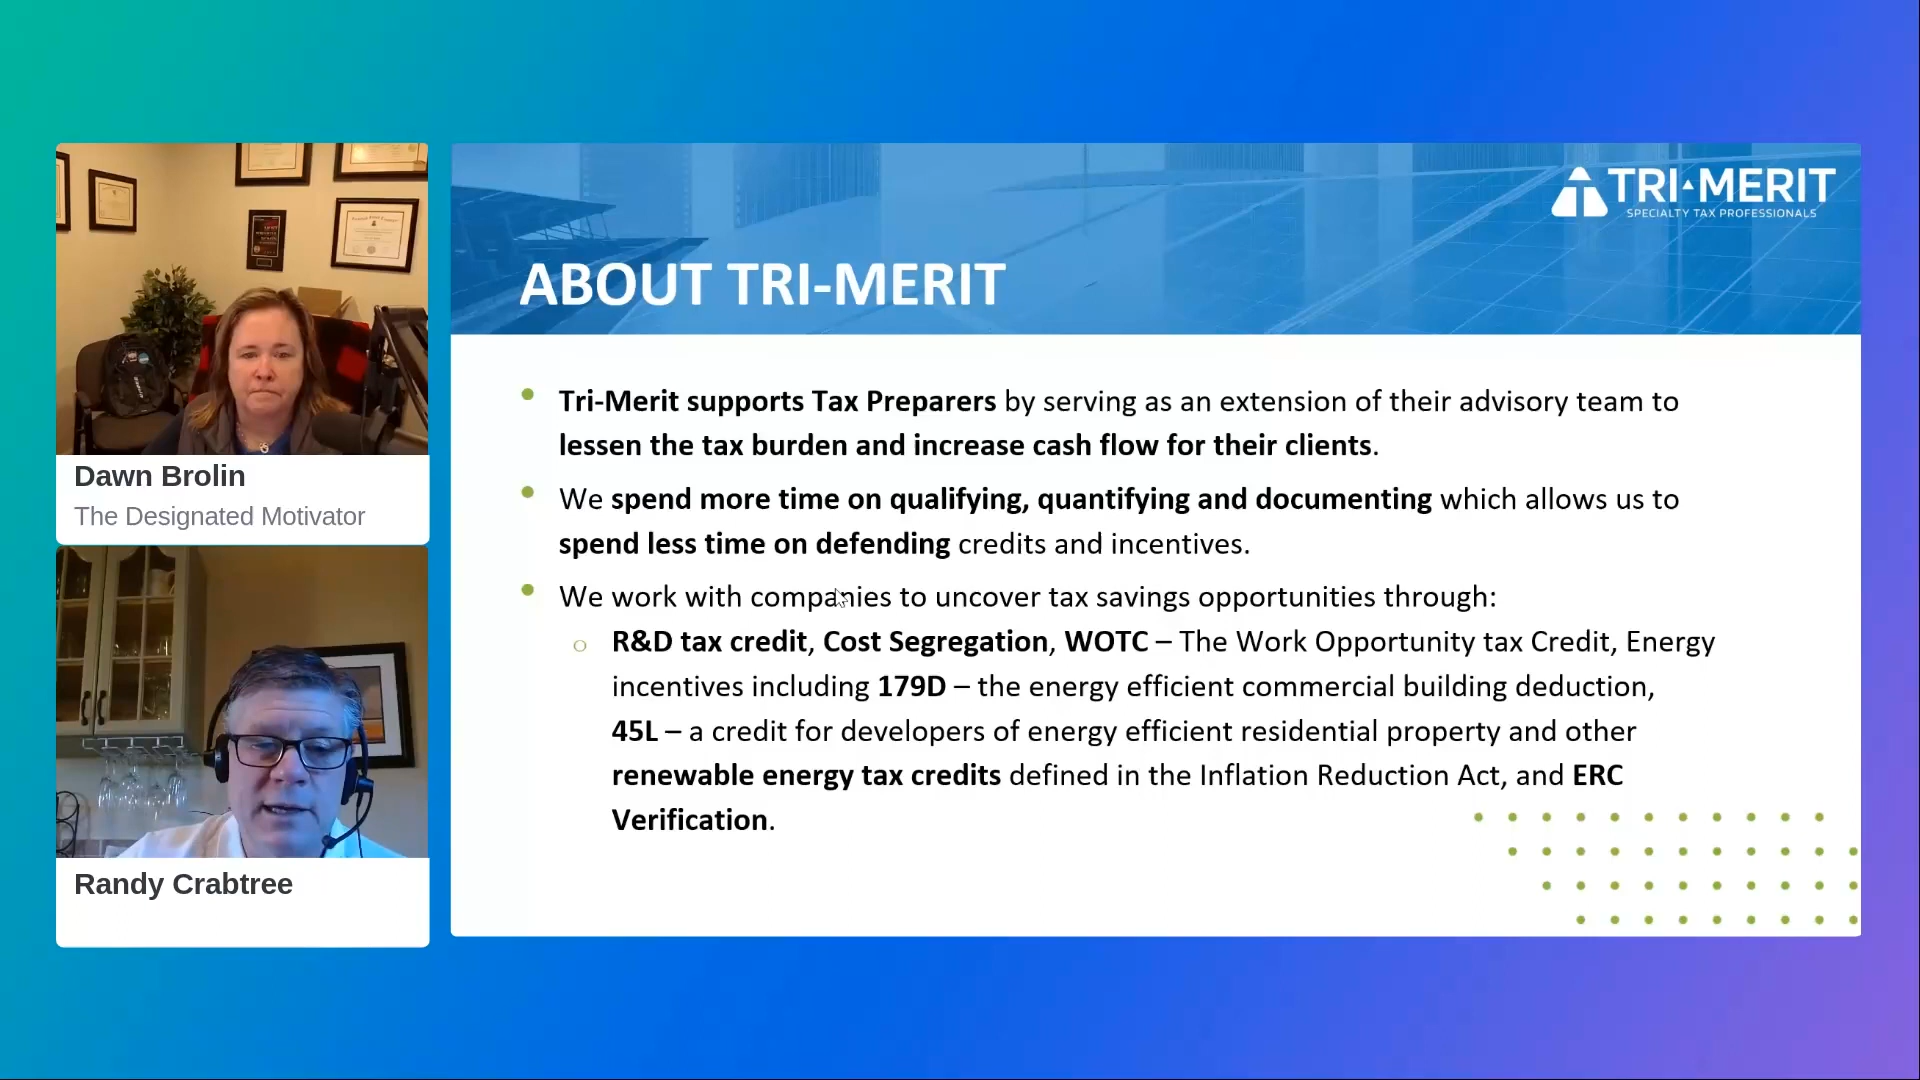 Dawn Brolin
The Designated Motivator
Randy Crabtree
TRI-MERIT
SPECIALTY TAX PROFESSIONALS
ABOUT TRI-MERIT
• Tri-Merit supports Tax Preparers by serving as an extension of their advisory team to
lessen the tax burden and increase cash flow for their clients.
• We spend more time on qualifying, quantifying and documenting which allows us to
spend less time on defending credits and incentives.
• We work with companies to uncover tax savings opportunities through:
o R&D tax credit, Cost Segregation, WOTC – The Work Opportunity tax Credit, Energy
incentives including 179D – the energy efficient commercial building deduction,
45L – a credit for developers of energy efficient residential property and other
renewable energy tax credits defined in the Inflation Reduction Act, and ERC
Verification.